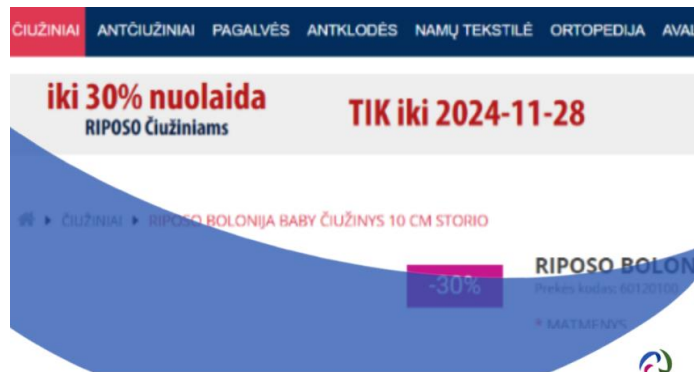 ČIUŽINIAI ANTČIUŽINIAI PAGALVĖS ANTKLODĖS NAMŲ TEKSTILĖ ORTOPEDIJA AVAL
iki 30% nuolaida
RIPOSO Čiužiniams
TIK iki 2024-11-28
ČIUŽINIAI RIPOSO BOLONIJA BABY ČIUŽINYS 10 CM STORIO
-30%
RIPOSO BOLON
Prekės kodas: 60120100
* MATMENYS